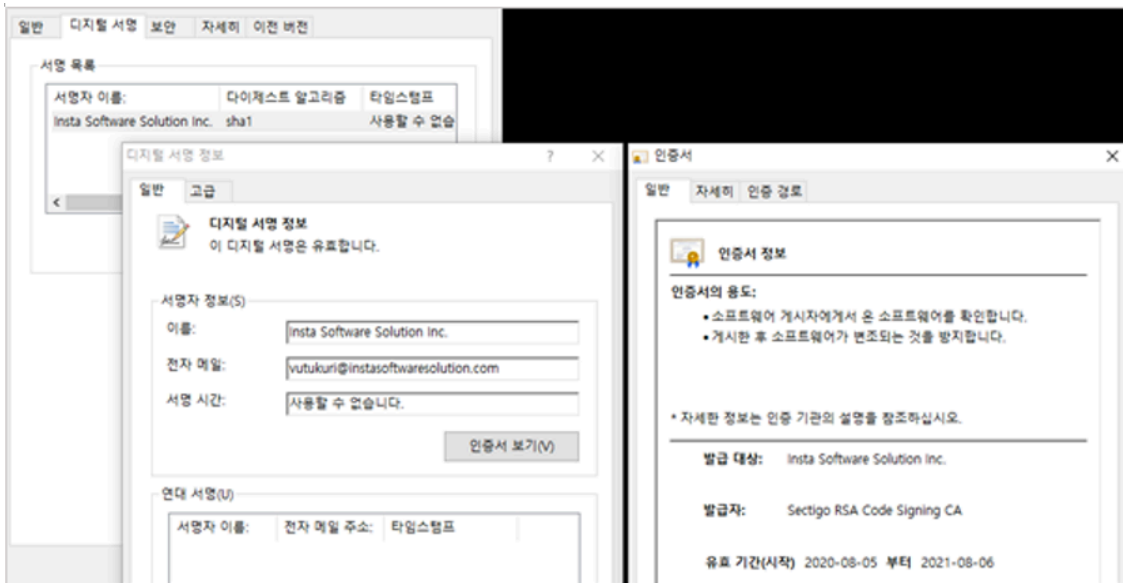 일반 디지털 서명 보안 자세히 이전 버전
서명 목록
서명자 이름: 다이제스트 알고리즘 타임스탬프
Insta Software Solution Inc. sha1 사용할 수 없습
디지털 서명 정보 ? ×
일반 고급
디지털 서명 정보
이 디지털 서명은 유효합니다.
서명자 정보(S)
이름: Insta Software Solution Inc.
전자 메일: vutukuri@instasoftwaresolution.com
서명 시간: 사용할 수 없습니다.
인증서 보기(V)
연대 서명(U)
서명자 이름: 전자 메일 주소: 타임스탬프
인증서 ×
일반 자세히 인증 경로
인증서 정보
인증서의 용도:
•소프트웨어 게시자에게서 온 소프트웨어를 확인합니다.
•게시한 후 소프트웨어가 변조되는 것을 방지합니다.
* 자세한 정보는 인증 기관의 설명을 참조하십시오.
발급 대상: Insta Software Solution Inc.
발급자: Sectigo RSA Code Signing CA
유효 기간(시작) 2020-08-05 부터 2021-08-06